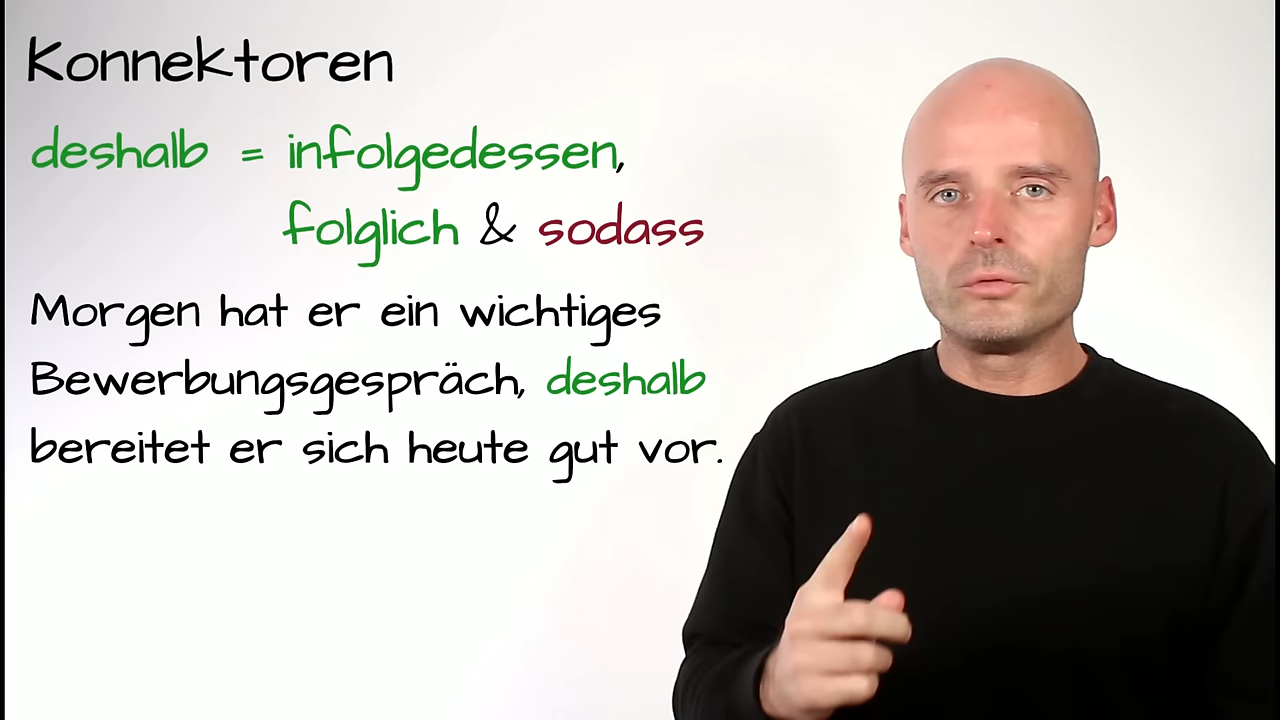 Konnektoren
deshalb = infolgedessen,
folglich & sodass
Morgen hat er ein wichtiges
Bewerbungsgespräch, deshalb
bereitet er sich heute gut vor.